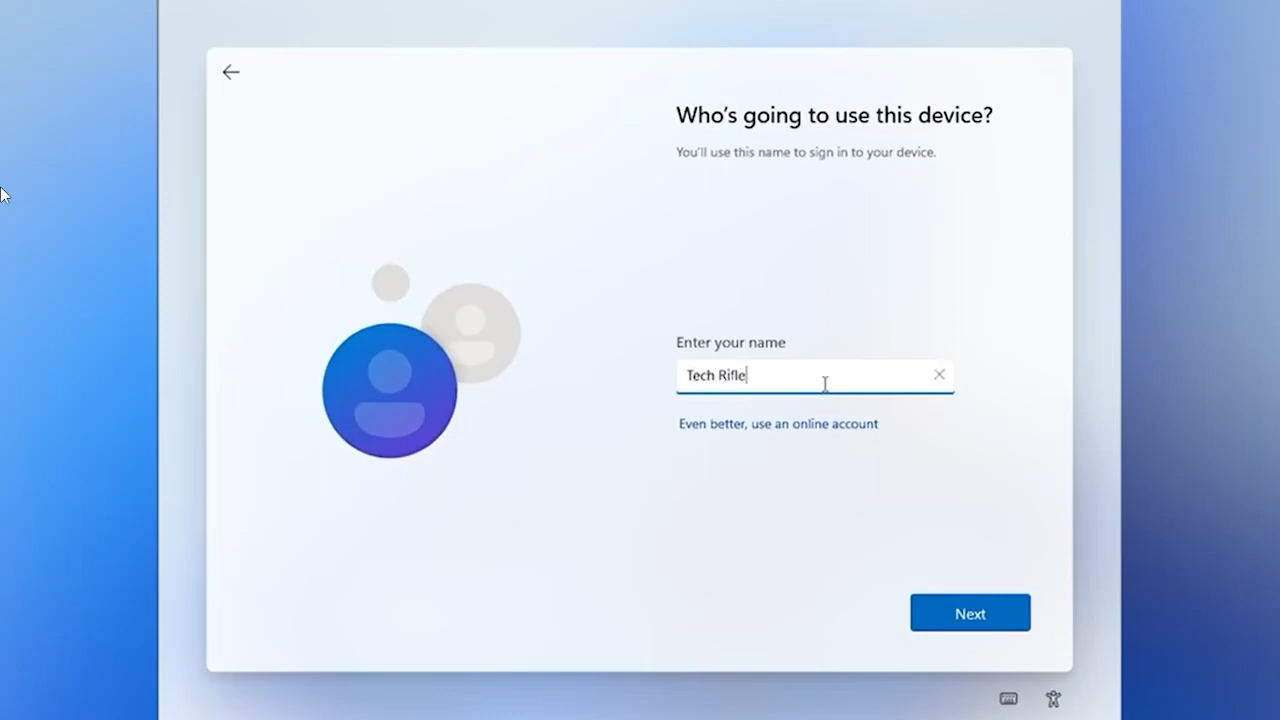 Who's going to use this device?
You'll use this name to sign in to your device.
Enter your name
Tech Rifle
Even better, use an online account
Next